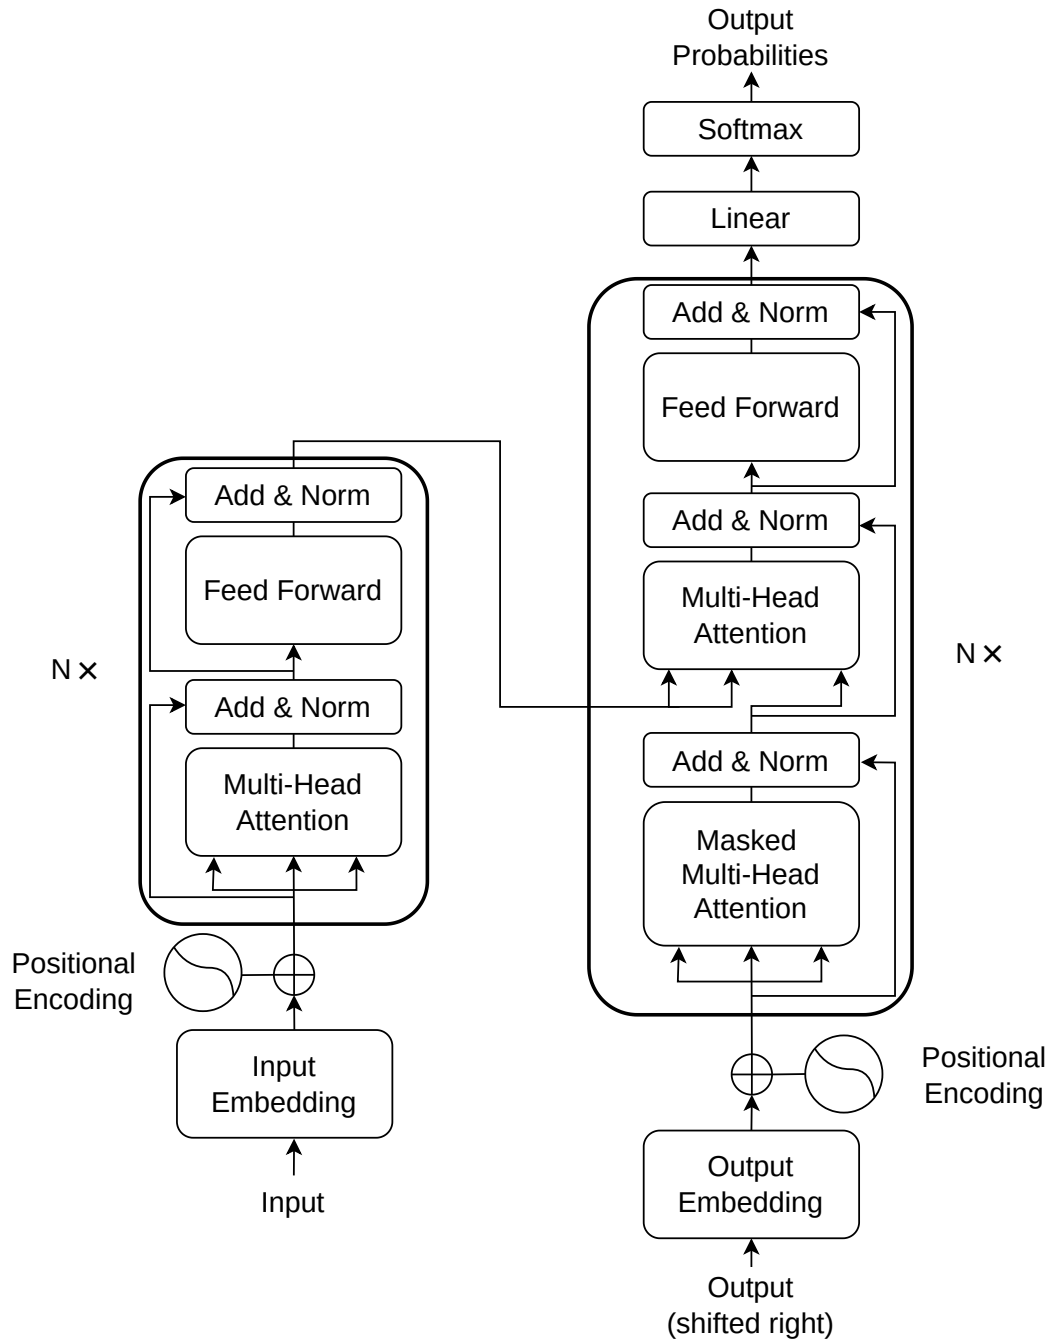 Output
Probabilities
Softmax
Linear
Add & Norm
Feed Forward
Add & Norm
Multi-Head
Attention
Add & Norm
Masked
Multi-Head
Attention
N ×
Positional
Encoding
Output
Embedding
Output
(shifted right)
Add & Norm
Feed Forward
Add & Norm
Multi-Head
Attention
N ×
Positional
Encoding
Input
Embedding
Input